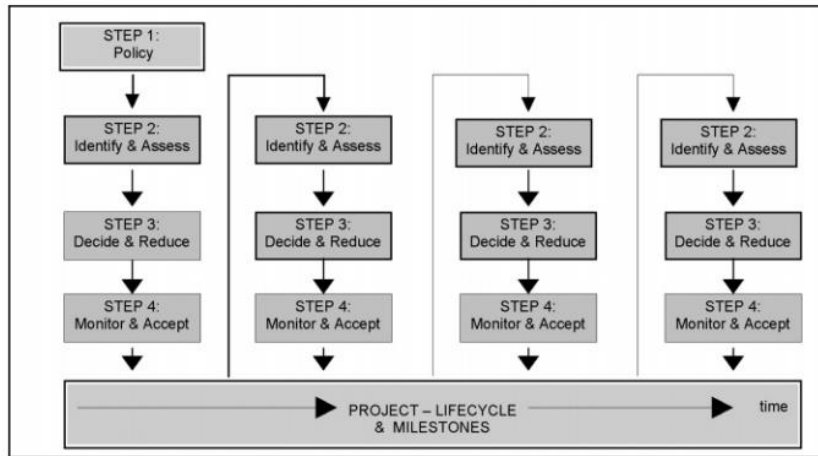 STEP 1:
Policy
STEP 2:
Identify & Assess
STEP 3:
Decide & Reduce
STEP 4:
Monitor & Accept
STEP 2:
Identify & Assess
STEP 3:
Decide & Reduce
STEP 4:
Monitor & Accept
STEP 2:
Identify & Assess
STEP 3:
Decide & Reduce
STEP 4:
Monitor & Accept
STEP 2:
Identify & Assess
STEP 3:
Decide & Reduce
STEP 4:
Monitor & Accept
PROJECT – LIFECYCLE
& MILESTONES
time